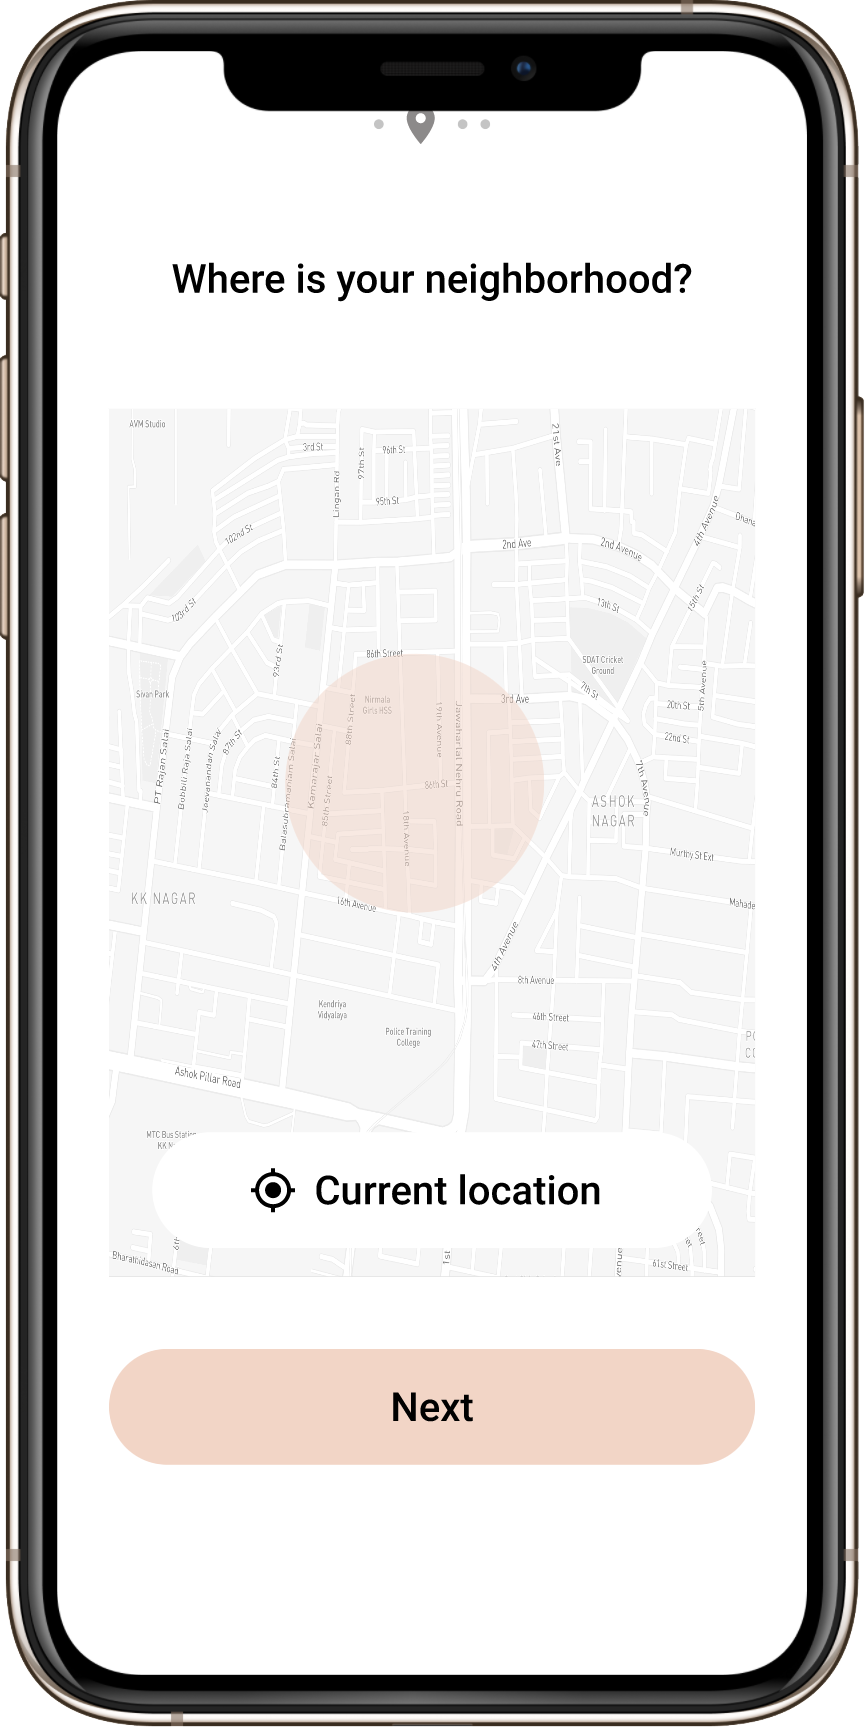 Where is your neighborhood?
AVM Studio
3rd St
97th St
96th St
21st Ave
Lingan Rd
95th St
4th Avenue
102nd St
2nd Ave
2nd Avenue
103rd St
13th St
15th St
86th Street
93rd St
SDAT Cricket
Ground
5th Avenue
Sivan Park
Nirmala
Girls HSS
88th Street
19th Avenue
Jawaharlal Nehru Road
3rd Ave
7th St
20th St
22nd St
PT Rajan Salai
Bobbili Raja Salai
Jeevanandan Salai
87th St
84th St
Balasubramaniam Salai
Kamarajar Salai
85th Street
86th St
7th Avenue
ASHOK
NAGAR
18th Avenue
Murthy St Ext
KK NAGAR
16th Avenue
4th Avenue
8th Avenue
Kendriya
Vidyalaya
Police Training
College
46th Street
47th Street
Ashok Pillar Road
MTC Bus Statio
KK N
Current location
6th
Bharathidasan Road
1st
61st Street
Next